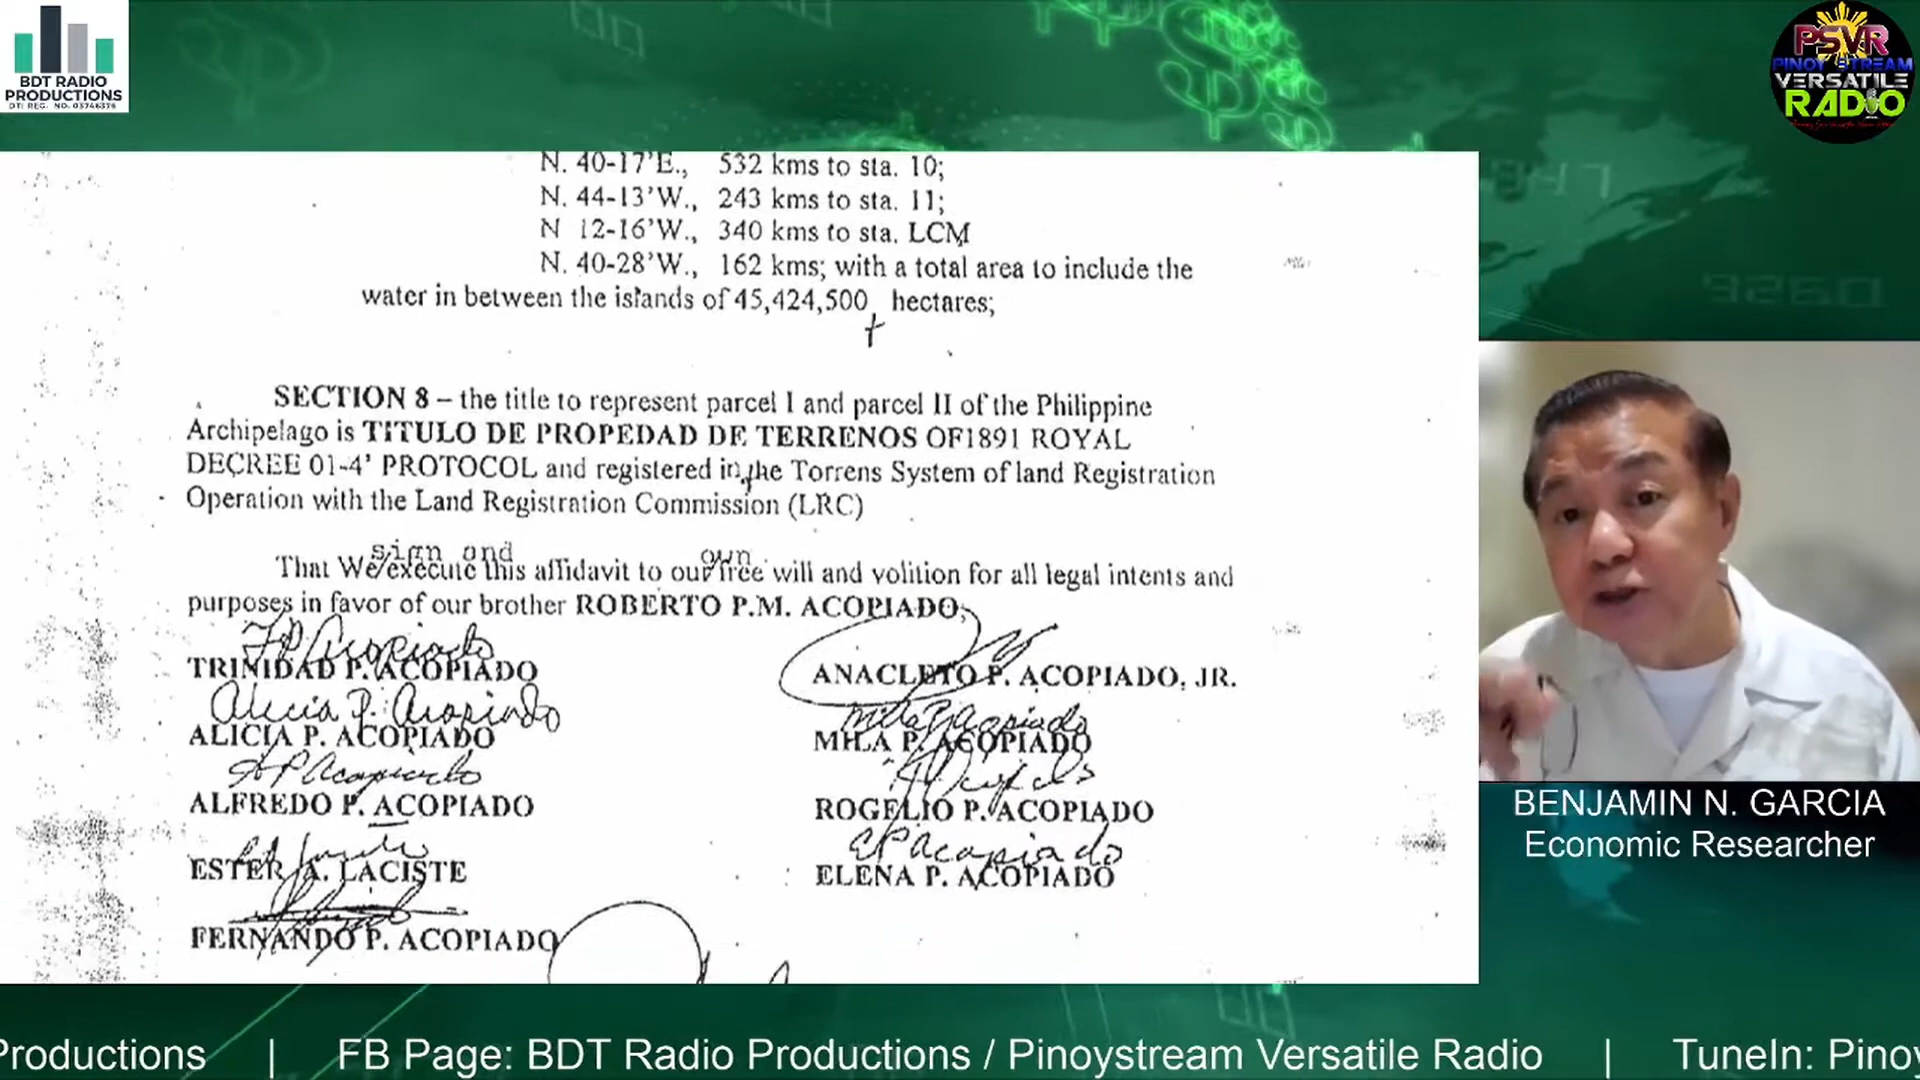 BDT RADIO
PRODUCTIONS
DTI REG. NO. 03746376
PSVR
PINOY STREAM
VERSATILE
RADIO
N. 40-17'E., 532 kms to sta. 10;
N. 44-13'W., 243 kms to sta. 11;
N 12-16'W., 340 kms to sta. LCM
N. 40-28'W., 162 kms; with a total area to include the
water in between the islands of 45,424,500 hectares;
SECTION 8 – the title to represent parcel I and parcel II of the Philippine
Archipelago is TITULO DE PROPEDAD DE TERRENOS OF1891 ROYAL
DECREE 01-4' PROTOCOL and registered in the Torrens System of land Registration
Operation with the Land Registration Commission (LRC)
sign and own
That We/execute this affidavit to our/free will and volition for all legal intents and
purposes in favor of our brother ROBERTO P.M. ACOPIADO;
TRINIDAD P. ACOPIADO
ANACLETO P. ACOPIADO, JR.
Alicia P. Acopiado
ALICIA P. ACOPIADO
MILA P. ACOPIADO
ALFREDO P. ACOPIADO
ROGELIO P. ACOPIADO
EP Acopiado
ESTER A. LACISTE
ELENA P. ACOPIADO
FERNANDO P. ACOPIADO
BENJAMIN N. GARCIA
Economic Researcher
Productions | FB Page: BDT Radio Productions / Pinoystream Versatile Radio | TuneIn: Pinoy